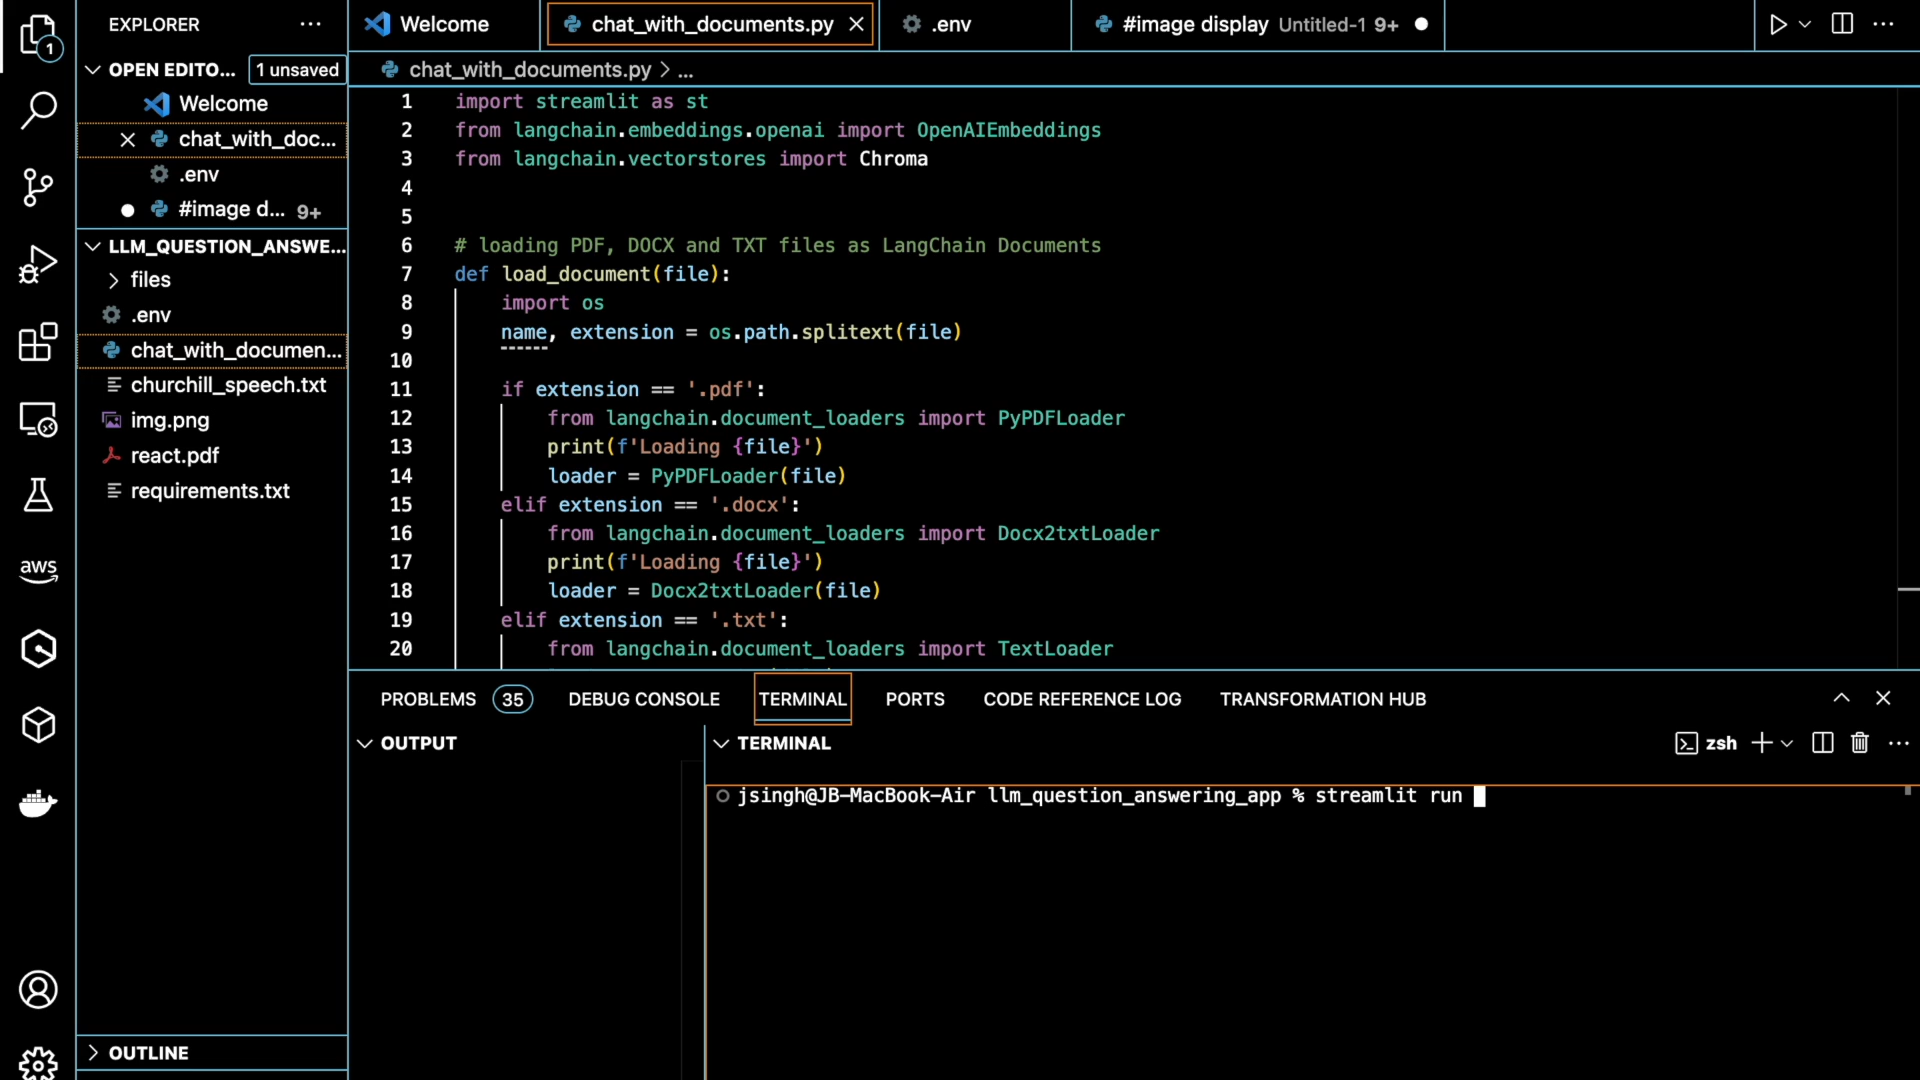 EXPLORER
OPEN EDITO... 1 unsaved
Welcome
chat_with_doc...
.env
#image d... 9+
LLM_QUESTION_ANSWE...
files
.env
chat_with_documen...
churchill_speech.txt
img.png
react.pdf
requirements.txt
OUTLINE
1
aws
Welcome
chat_with_documents.py
.env
#image display Untitled-1 9+
chat_with_documents.py > ...
1 import streamlit as st
2 from langchain.embeddings.openai import OpenAIEmbeddings
3 from langchain.vectorstores import Chroma
4
5
6 # loading PDF, DOCX and TXT files as LangChain Documents
7 def load_document(file):
8 import os
9 name, extension = os.path.splitext(file)
10
11 if extension == '.pdf':
12 from langchain.document_loaders import PyPDFLoader
13 print(f'Loading {file}')
14 loader = PyPDFLoader(file)
15 elif extension == '.docx':
16 from langchain.document_loaders import Docx2txtLoader
17 print(f'Loading {file}')
18 loader = Docx2txtLoader(file)
19 elif extension == '.txt':
20 from langchain.document_loaders import TextLoader
PROBLEMS 35 DEBUG CONSOLE TERMINAL PORTS CODE REFERENCE LOG TRANSFORMATION HUB
OUTPUT
TERMINAL
zsh
jsingh@JB-MacBook-Air llm_question_answering_app % streamlit run